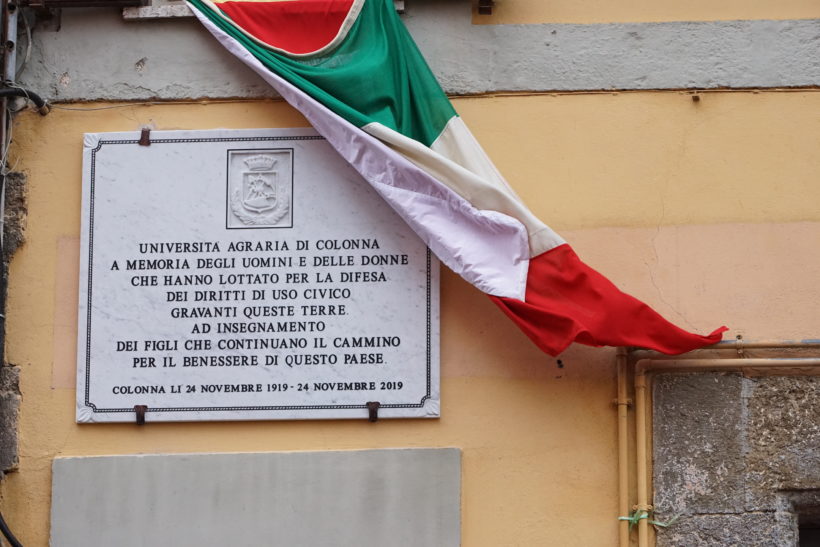 UNIVERSITÀ AGRARIA DI COLONNA
A MEMORIA DEGLI UOMINI E DELLE DONNE
CHE HANNO LOTTATO PER LA DIFESA
DEI DIRITTI DI USO CIVICO
GRAVANTI QUESTE TERRE.
AD INSEGNAMENTO
DEI FIGLI CHE CONTINUANO IL CAMMINO
PER IL BENESSERE DI QUESTO PAESE.
COLONNA LI 24 NOVEMBRE 1919 - 24 NOVEMBRE 2019